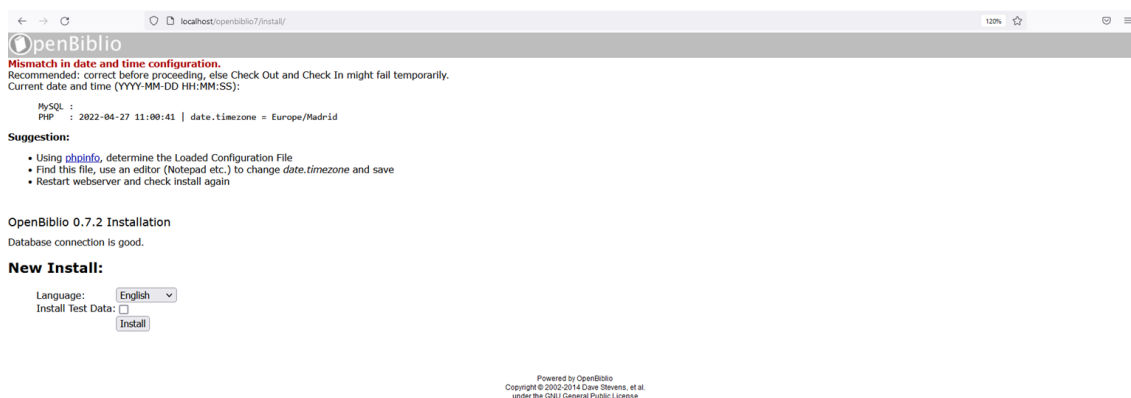 localhost/openbiblio7/install/
120%
OpenBiblio
Mismatch in date and time configuration.
Recommended: correct before proceeding, else Check Out and Check In might fail temporarily.
Current date and time (YYYY-MM-DD HH:MM:SS):
MySQL :
PHP : 2022-04-27 11:00:41 | date.timezone = Europe/Madrid
Suggestion:
• Using phpinfo, determine the Loaded Configuration File
• Find this file, use an editor (Notepad etc.) to change date.timezone and save
• Restart webserver and check install again
OpenBiblio 0.7.2 Installation
Database connection is good.
New Install:
Language: English
Install Test Data:
Install
Powered by OpenBiblio
Copyright © 2002-2014 Dave Stevens, et al.
under the GNU General Public License